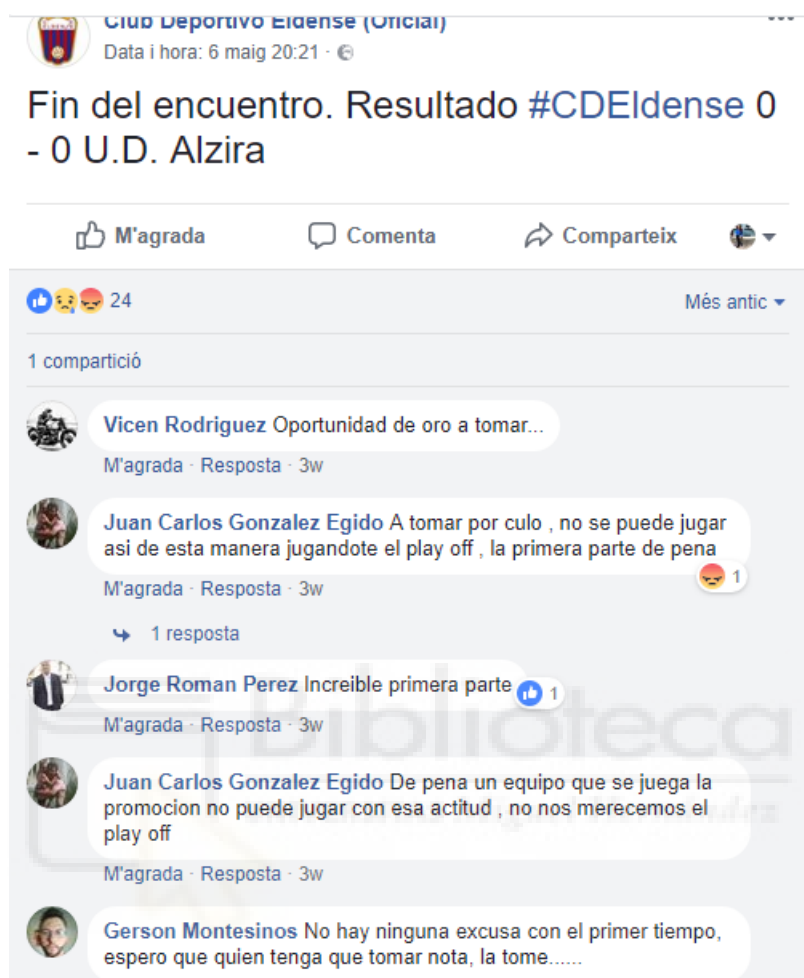 Club Deportivo Eldense (Oficial)
Data i hora: 6 maig 20:21 ·
Fin del encuentro. Resultado #CDEldense 0
- 0 U.D. Alzira
M'agrada Comenta Comparteix
24 Més antic
1 compartició
Vicen Rodriguez Oportunidad de oro a tomar...
M'agrada · Resposta · 3w
Juan Carlos Gonzalez Egido A tomar por culo , no se puede jugar
asi de esta manera jugandote el play off , la primera parte de pena
1
M'agrada · Resposta · 3w
1 resposta
Jorge Roman Perez Increible primera parte 1
M'agrada · Resposta · 3w
Juan Carlos Gonzalez Egido De pena un equipo que se juega la
promocion no puede jugar con esa actitud , no nos merecemos el
play off
M'agrada · Resposta · 3w
Gerson Montesinos No hay ninguna excusa con el primer tiempo,
espero que quien tenga que tomar nota, la tome......
Biblioteca